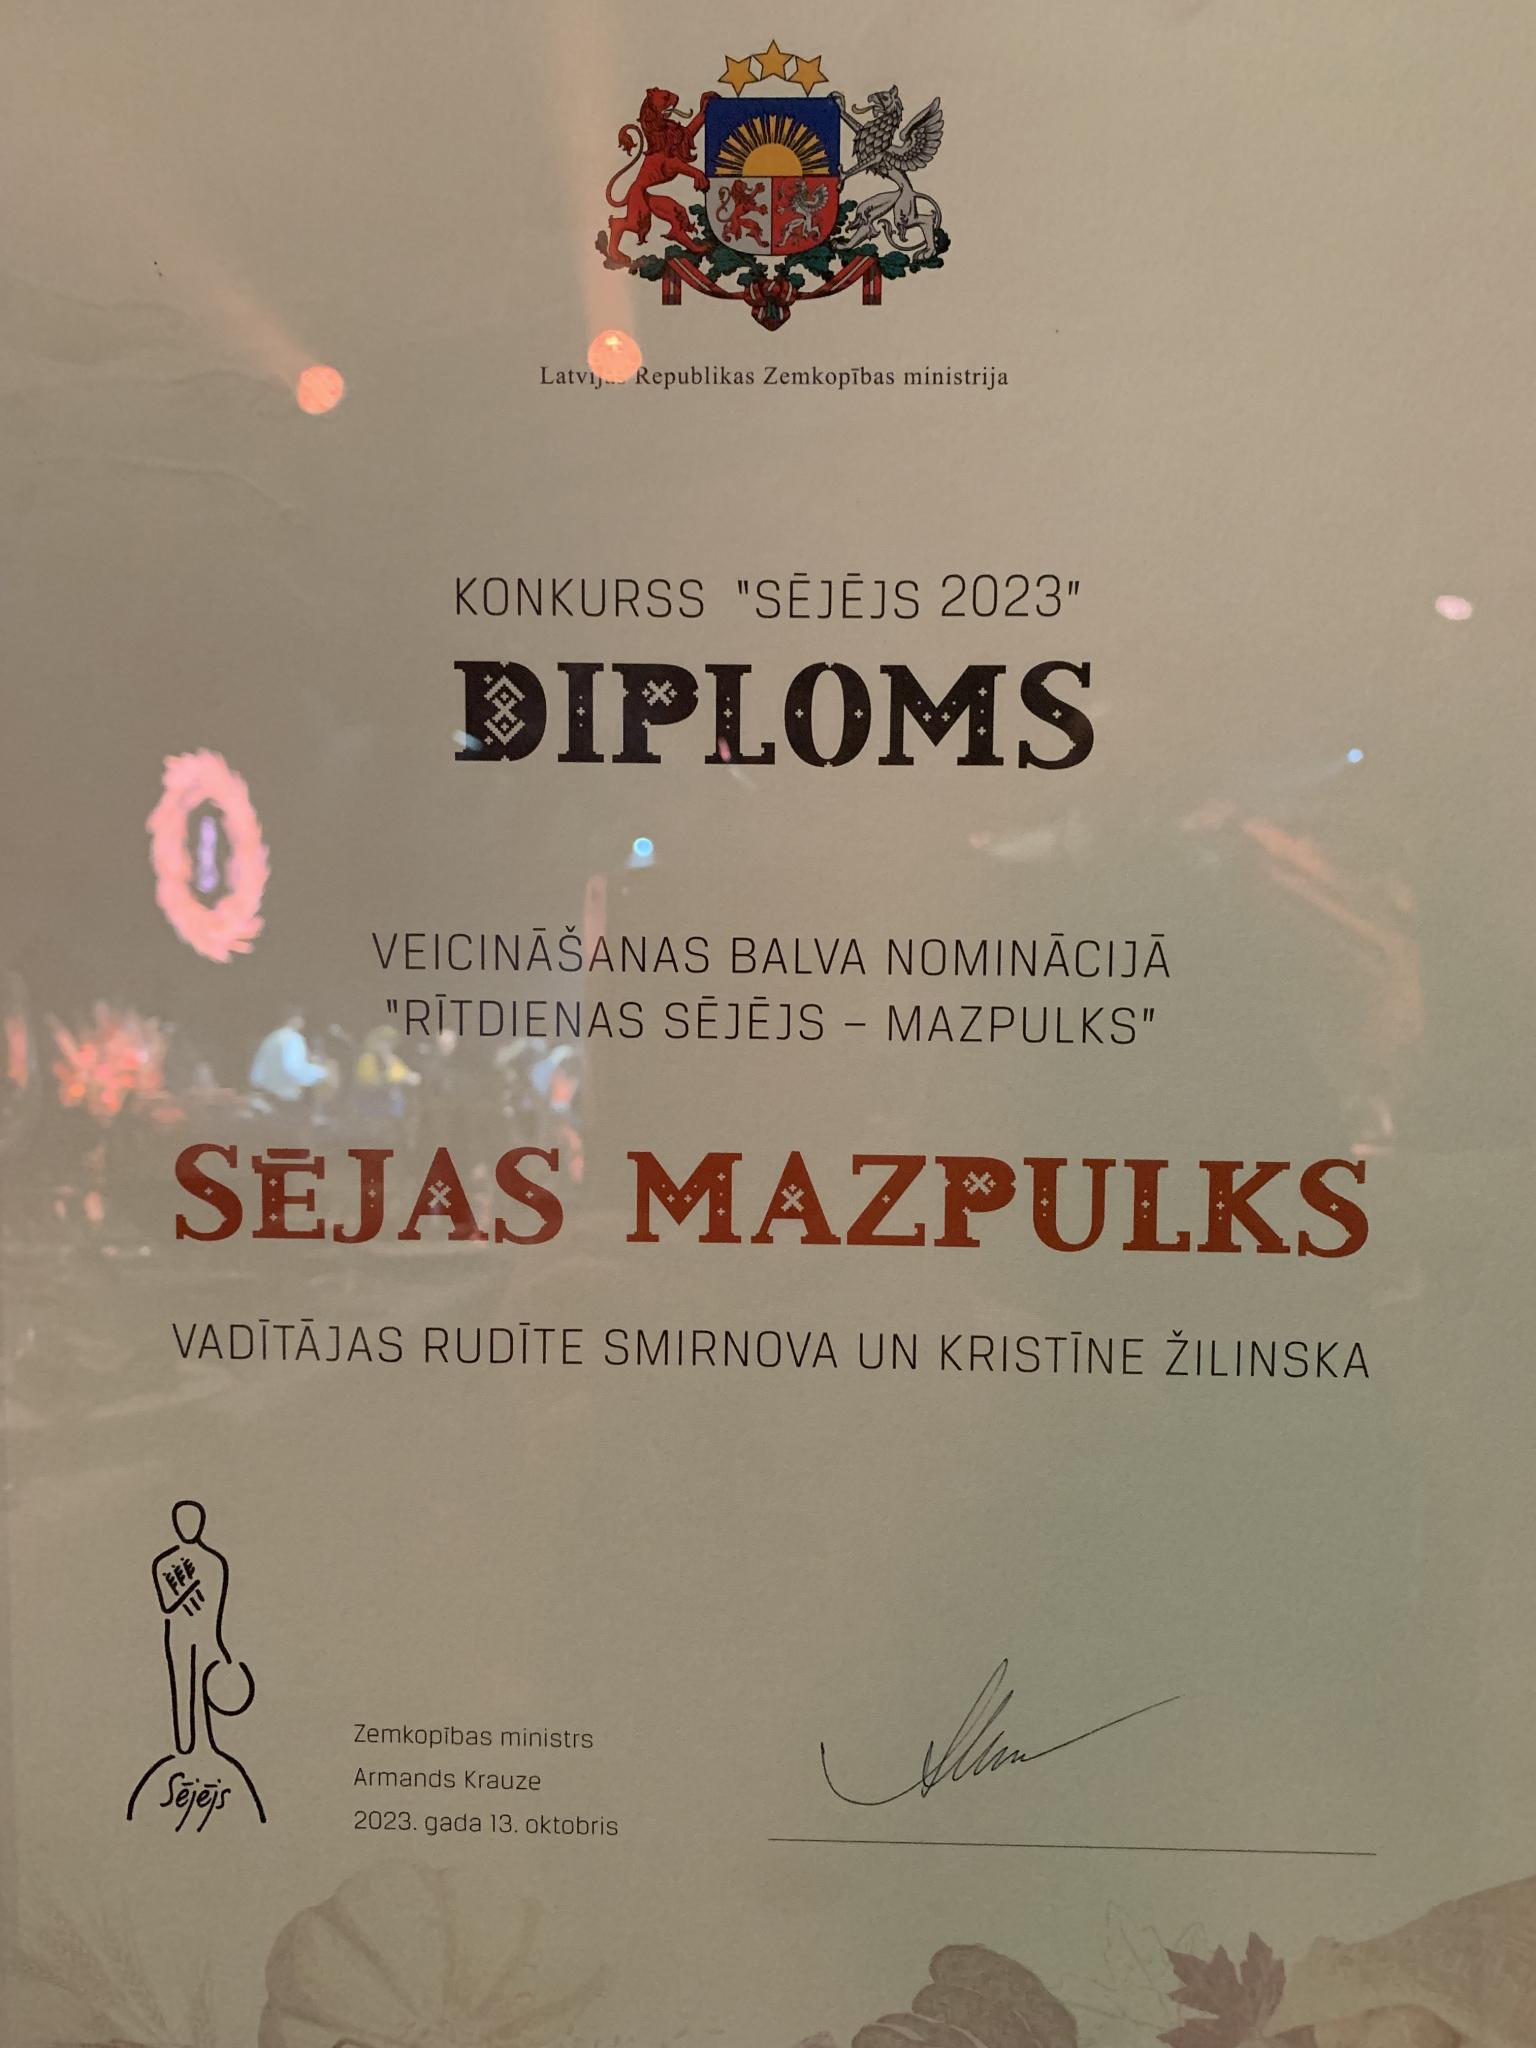 Latvijas Republikas Zemkopības ministrija
KONKURSS "SĒJĒJS 2023"
DIPLOMS
VEICINĀŠANAS BALVA NOMINĀCIJĀ
"RĪTDIENAS SĒJĒJS – MAZPULKS"
SĒJAS MAZPULKS
VADĪTĀJAS RUDĪTE SMIRNOVA UN KRISTĪNE ŽILINSKA
Sējējs
Zemkopības ministrs
Armands Krauze
2023. gada 13. oktobris